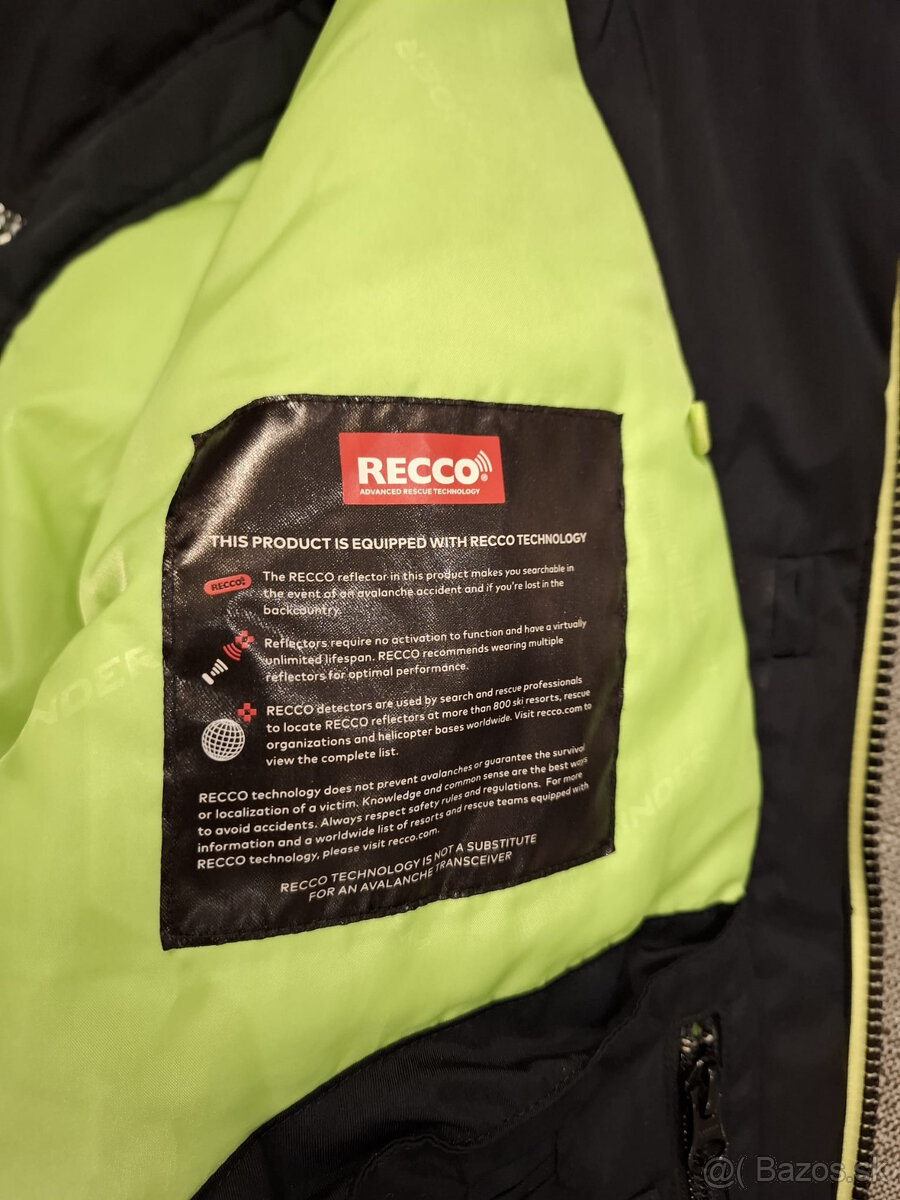 RECCO®
ADVANCED RESCUE TECHNOLOGY
THIS PRODUCT IS EQUIPPED WITH RECCO TECHNOLOGY
RECCO®
The RECCO reflector in this product makes you searchable in
the event of an avalanche accident and if you're lost in the
backcountry.
Reflectors require no activation to function and have a virtually
unlimited lifespan. RECCO recommends wearing multiple
reflectors for optimal performance.
RECCO detectors are used by search and rescue professionals
to locate RECCO reflectors at more than 800 ski resorts, rescue
organizations and helicopter bases worldwide. Visit recco.com to
view the complete list.
RECCO technology does not prevent avalanches or guarantee the survival
or localization of a victim. Knowledge and common sense are the best ways
to avoid accidents. Always respect safety rules and regulations. For more
information and a worldwide list of resorts and rescue teams equipped with
RECCO technology, please visit recco.com.
RECCO TECHNOLOGY IS NOT A SUBSTITUTE
FOR AN AVALANCHE TRANSCEIVER
@( Bazos.sk